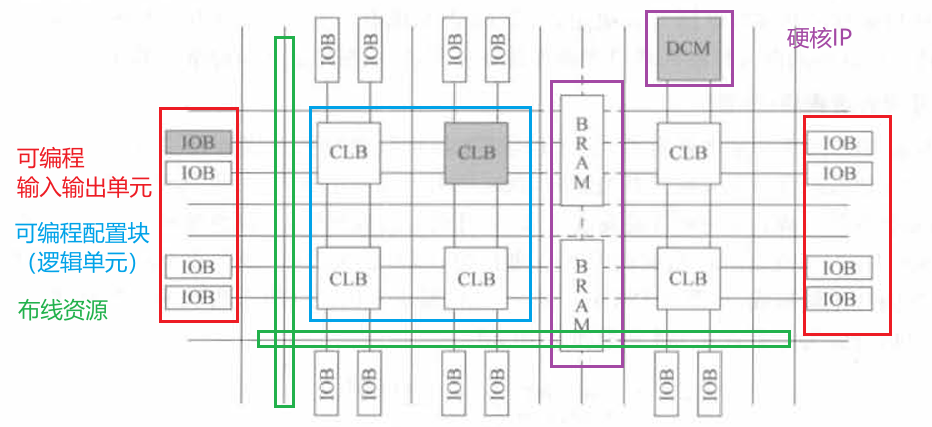 IOB IOB IOB IOB DCM 硬核IP
IOB CLB CLB BRAM CLB IOB
可编程
IOB IOB
输入输出单元
可编程配置块
(逻辑单元)
IOB CLB CLB BRAM CLB IOB
IOB IOB
布线资源
IOB IOB IOB IOB IOB IOB